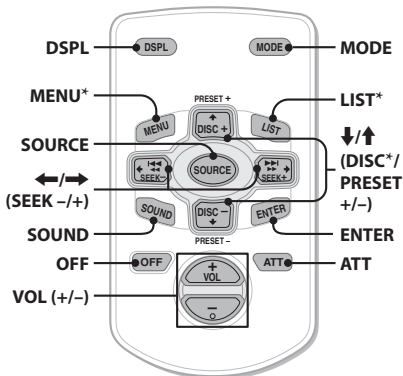 DSPL
DSPL
MODE
MODE
PRESET +
MENU*
MENU
DISC +
LIST
LIST*
SOURCE
SOURCE
SEEK–
SEEK+
←/→
(SEEK –/+)
↓/↑
(DISC*/
PRESET
+/–)
SOUND
SOUND
DISC –
PRESET –
ENTER
ENTER
OFF
OFF
ATT
ATT
+
VOL
–
VOL (+/–)